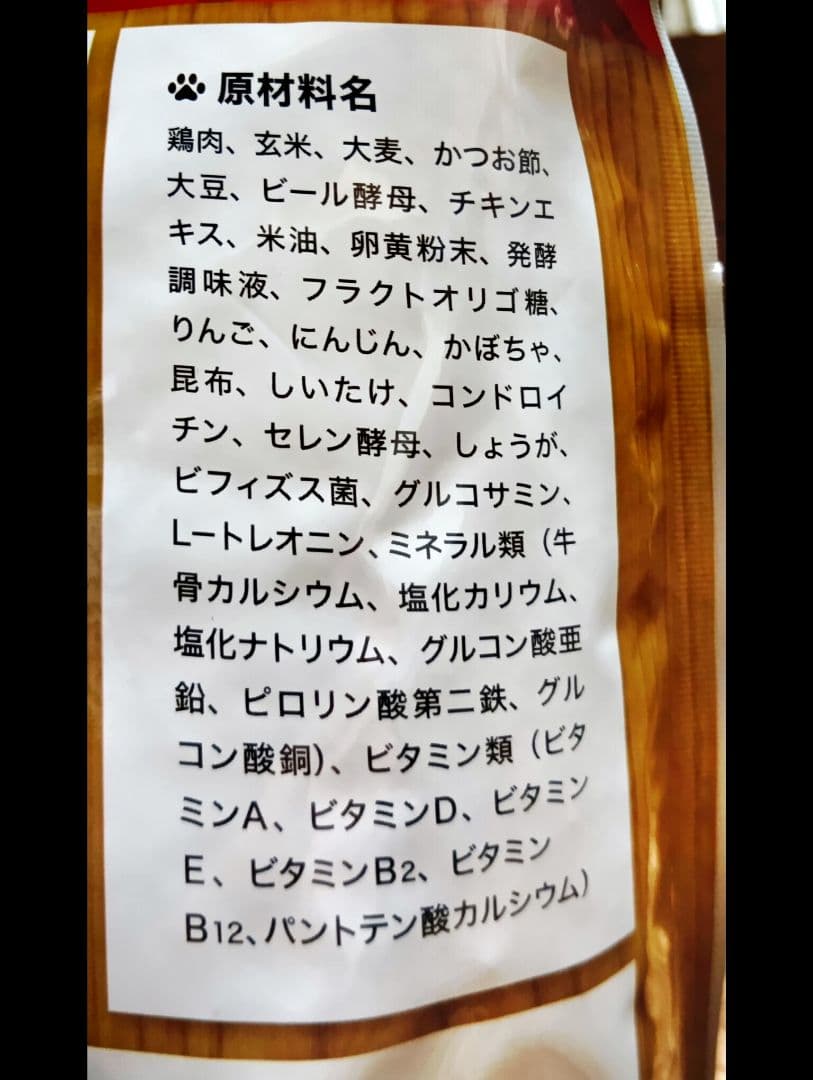 原材料名
鶏肉、玄米、大麦、かつお節、
大豆、ビール酵母、チキンエ
キス、米油、卵黄粉末、発酵
調味液、フラクトオリゴ糖、
りんご、にんじん、かぼちゃ、
昆布、しいたけ、コンドロイ
チン、セレン酵母、しょうが、
ビフィズス菌、グルコサミン、
L-トレオニン、ミネラル類（牛
骨カルシウム、塩化カリウム、
塩化ナトリウム、グルコン酸亜
鉛、ピロリン酸第二鉄、グル
コン酸銅）、ビタミン類（ビタ
ミンA、ビタミンD、ビタミン
E、ビタミンB2、ビタミン
B12、パントテン酸カルシウム）